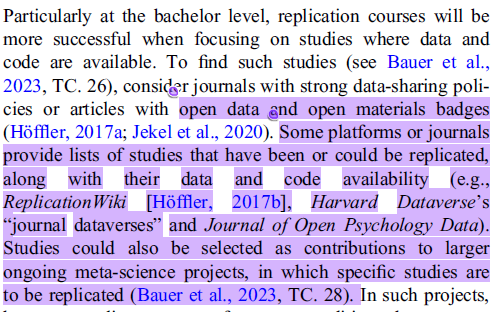 Particularly at the bachelor level, replication courses will be
more successful when focusing on studies where data and
code are available. To find such studies (see Bauer et al.,
2023, TC. 26), consider journals with strong data-sharing poli-
cies or articles with open data and open materials badges
(Höffler, 2017a; Jekel et al., 2020). Some platforms or journals
provide lists of studies that have been or could be replicated,
along with their data and code availability (e.g.,
ReplicationWiki [Höffler, 2017b], Harvard Dataverse's
“journal dataverses” and Journal of Open Psychology Data).
Studies could also be selected as contributions to larger
ongoing meta-science projects, in which specific studies are
to be replicated (Bauer et al., 2023, TC. 28). In such projects,